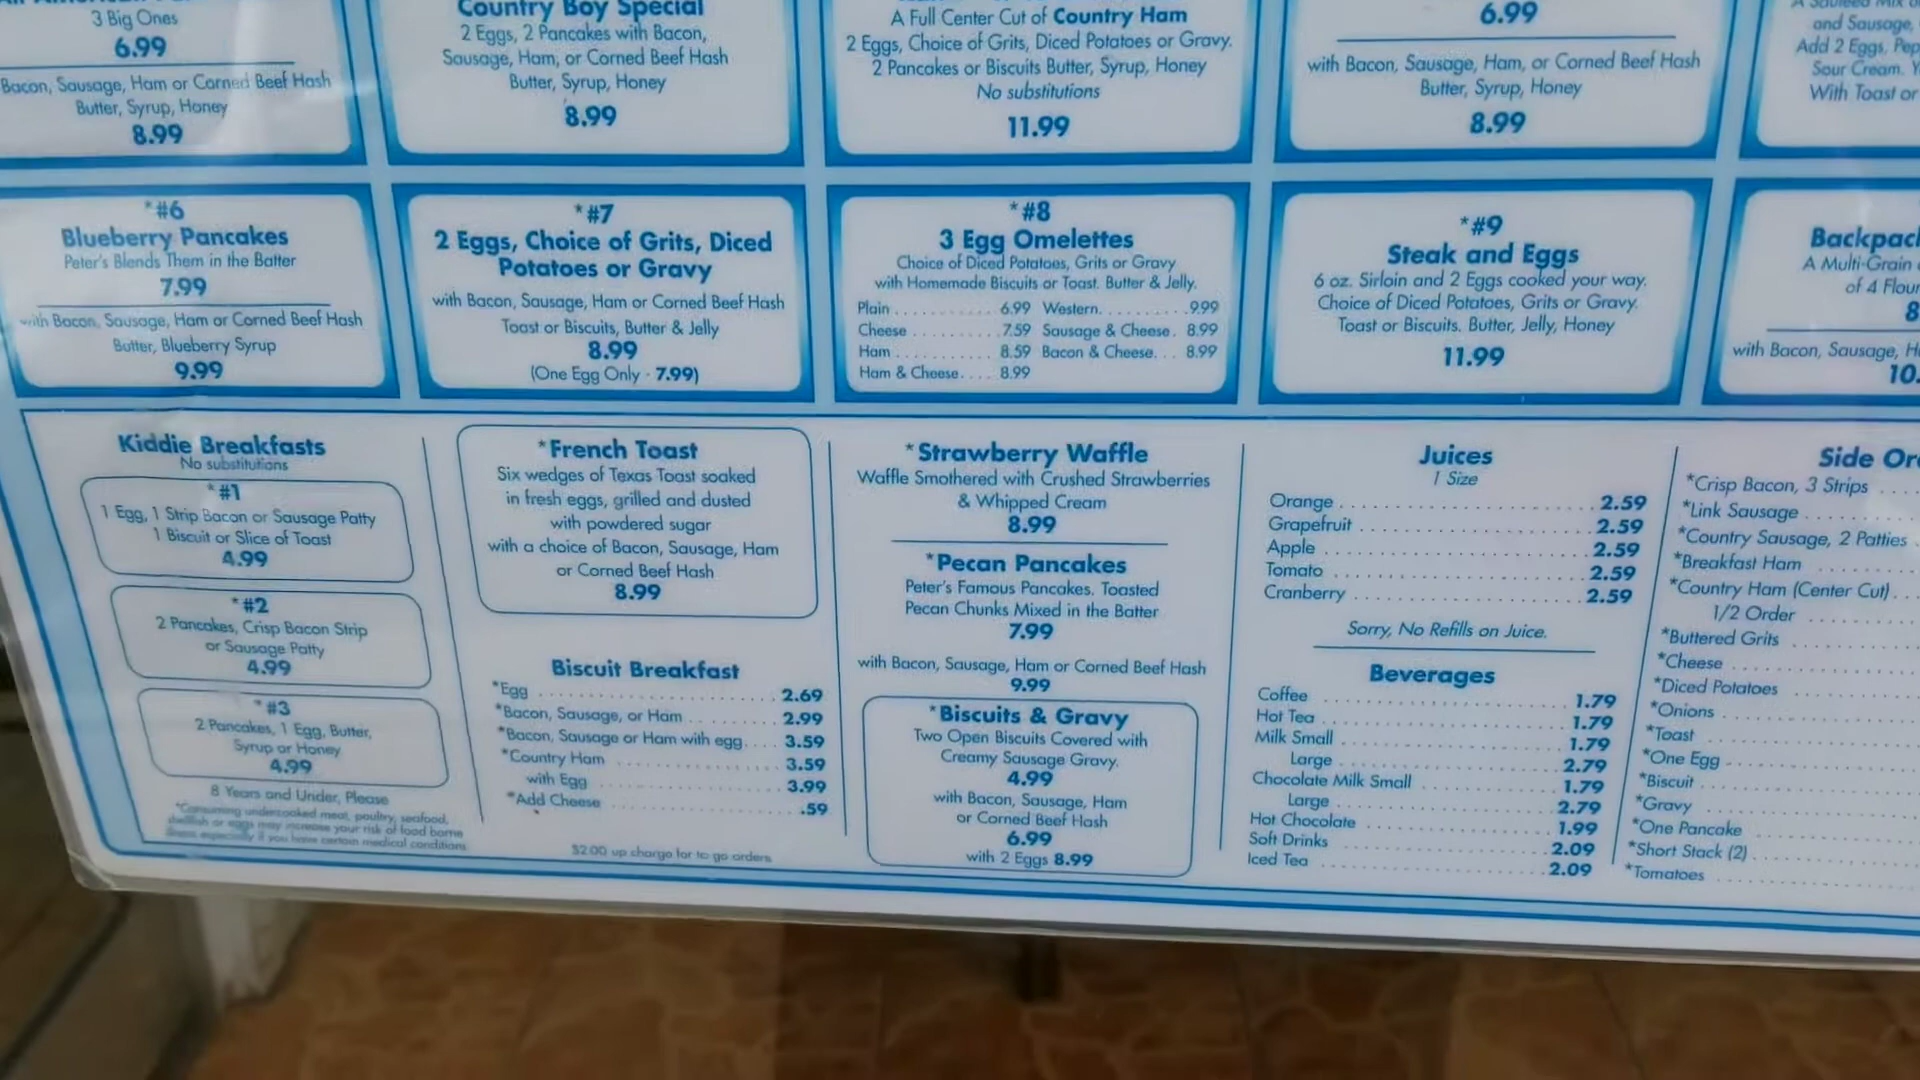 3 Big Ones
6.99
Bacon, Sausage, Ham or Corned Beef Hash
Butter, Syrup, Honey
8.99
Country Boy Special
2 Eggs, 2 Pancakes with Bacon,
Sausage, Ham, or Corned Beef Hash
Butter, Syrup, Honey
8.99
A Full Center Cut of Country Ham
2 Eggs, Choice of Grits, Diced Potatoes or Gravy.
2 Pancakes or Biscuits Butter, Syrup, Honey
No substitutions
11.99
6.99
with Bacon, Sausage, Ham, or Corned Beef Hash
Butter, Syrup, Honey
8.99
and Sausage,
Add 2 Eggs,
Sour Cream.
With Toast or
*#6
Blueberry Pancakes
Peter's Blends Them in the Batter
7.99
with Bacon, Sausage, Ham or Corned Beef Hash
Butter, Blueberry Syrup
9.99
*#7
2 Eggs, Choice of Grits, Diced
Potatoes or Gravy
with Bacon, Sausage, Ham or Corned Beef Hash
Toast or Biscuits, Butter & Jelly
8.99
(One Egg Only - 7.99)
*#8
3 Egg Omelettes
Choice of Diced Potatoes, Grits or Gravy
with Homemade Biscuits or Toast. Butter & Jelly.
Plain . . . . . . . . . . . . 6.99 Western. . . . . . . . . . 9.99
Cheese . . . . . . . . . . 7.59 Sausage & Cheese . 8.99
Ham . . . . . . . . . . . 8.59 Bacon & Cheese. . . 8.99
Ham & Cheese. . . . 8.99
*#9
Steak and Eggs
6 oz. Sirloin and 2 Eggs cooked your way.
Choice of Diced Potatoes, Grits or Gravy.
Toast or Biscuits. Butter, Jelly, Honey
11.99
A Multi-Grain
of 4
8
with Bacon, Sausage,
10.
Kiddie Breakfasts
No substitutions
*#1
1 Egg, 1 Strip Bacon or Sausage Patty
1 Biscuit or Slice of Toast
4.99
*#2
2 Pancakes, Crisp Bacon Strip
or Sausage Patty
4.99
*#3
2 Pancakes, 1 Egg, Butter,
Syrup or Honey
4.99
8 Years and Under, Please
*Consuming undercooked meat, poultry, seafood,
shellfish or eggs may increase your risk of food borne
illness especially if you have certain medical conditions
*French Toast
Six wedges of Texas Toast soaked
in fresh eggs, grilled and dusted
with powdered sugar
with a choice of Bacon, Sausage, Ham
or Corned Beef Hash
8.99
Biscuit Breakfast
*Egg . . . . . . . . . . 2.69
*Bacon, Sausage, or Ham . . . . . . . . 2.99
*Bacon, Sausage or Ham with egg. . . . 3.59
*Country Ham . . . . . . . . . . 3.59
with Egg . . . . . . . . . . 3.99
*Add Cheese . . . . . . . . . . .59
$2.00 up charge for to go orders
*Strawberry Waffle
Waffle Smothered with Crushed Strawberries
& Whipped Cream
8.99
*Pecan Pancakes
Peter's Famous Pancakes. Toasted
Pecan Chunks Mixed in the Batter
7.99
with Bacon, Sausage, Ham or Corned Beef Hash
9.99
*Biscuits & Gravy
Two Open Biscuits Covered with
Creamy Sausage Gravy.
4.99
with Bacon, Sausage, Ham
or Corned Beef Hash
6.99
with 2 Eggs 8.99
Juices
1 Size
Orange . . . . . . . . . . 2.59
Grapefruit . . . . . . . . . . 2.59
Apple . . . . . . . . . . 2.59
Tomato . . . . . . . . . . 2.59
Cranberry . . . . . . . . . . 2.59
Sorry, No Refills on Juice.
Beverages
Coffee . . . . . . . . . . 1.79
Hot Tea . . . . . . . . . . 1.79
Milk Small . . . . . . . . . . 1.79
Large . . . . . . . . . . 2.79
Chocolate Milk Small . . . . . . . . . . 1.79
Large . . . . . . . . . . 2.79
Hot Chocolate . . . . . . . . . . 1.99
Soft Drinks . . . . . . . . . . 2.09
Iced Tea . . . . . . . . . . 2.09
Side
*Crisp Bacon, 3 Strips . . . .
*Link Sausage . . . . . . . .
*Country Sausage, 2 Patties .
*Breakfast Ham . . . . . . .
*Country Ham (Center Cut) . . .
1/2 Order . . . . . . . .
*Buttered Grits . . . . . . . .
*Cheese . . . . . . . . . .
*Diced Potatoes . . . . . . . .
*Onions . . . . . . . . . .
*Toast . . . . . . . . . .
*One Egg . . . . . . . . . .
*Biscuit . . . . . . . . . .
*Gravy . . . . . . . . . .
*One Pancake . . . . . . . . . .
*Short Stack (2) . . . . . . . . . .
*Tomatoes . . . . . . . . . .